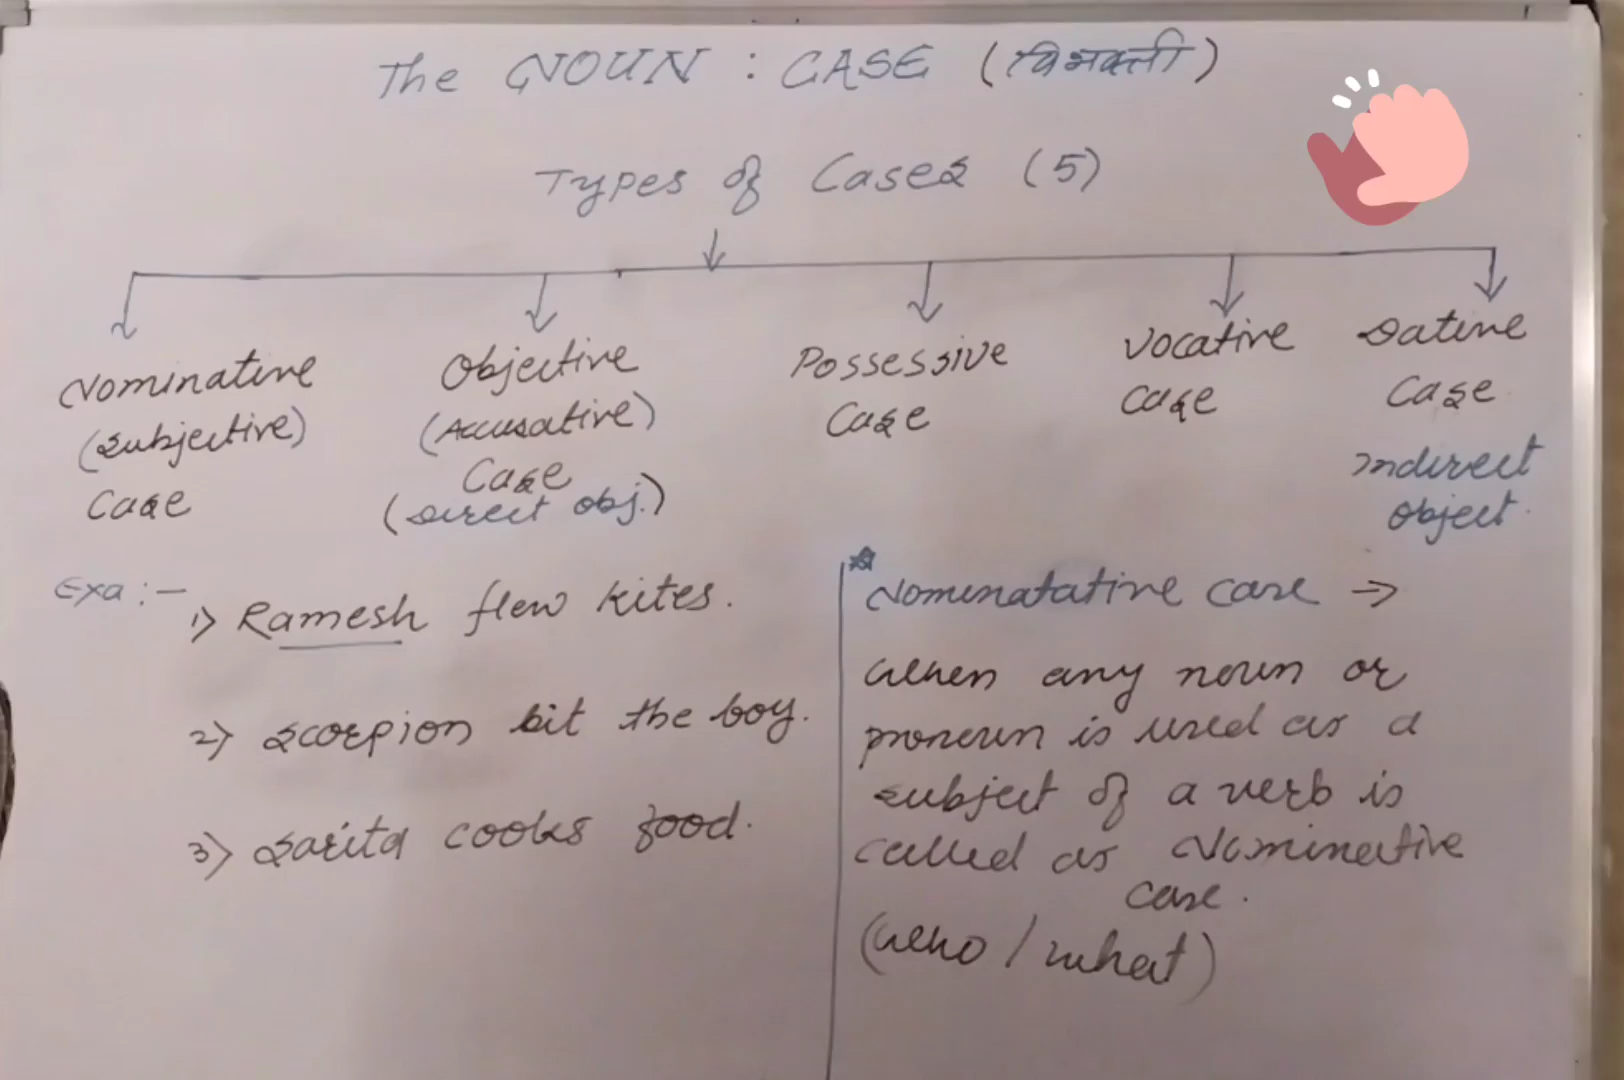 The NOUN : CASE (विभक्ती)
Types of Cases (5)
Nominative
(Subjective)
Case
Objective
(Accusative)
Case
(Direct obj.)
Possessive
Case
Vocative
Case
Dative
Case
Indirect
object.
Exa :-
1) Ramesh flew kites.
2) Scorpion bit the boy.
3) Sarita cooks food.
Nominatative case →
When any noun or
pronoun is used as a
subject of a verb is
called as Nominative
case.
(who / what)